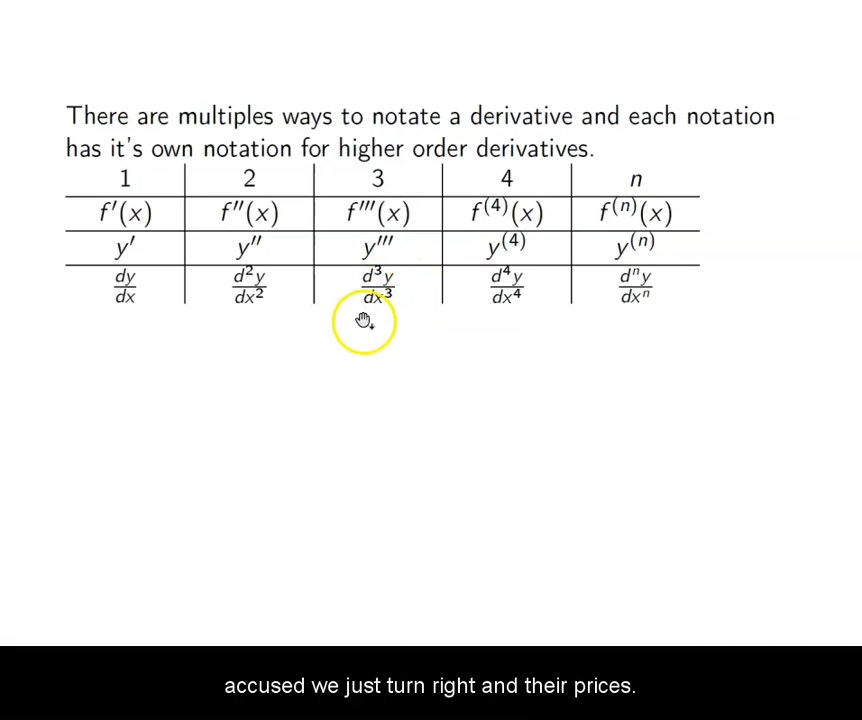 There are multiples ways to notate a derivative and each notation
has it's own notation for higher order derivatives.
1 2 3 4 n
f′(x) f″(x) f‴(x) f⁽⁴⁾(x) f⁽ⁿ⁾(x)
y′ y″ y‴ y⁽⁴⁾ y⁽ⁿ⁾
dy/dx d²y/dx² d³y/dx³ d⁴y/dx⁴ dⁿy/dxⁿ
accused we just turn right and their prices.